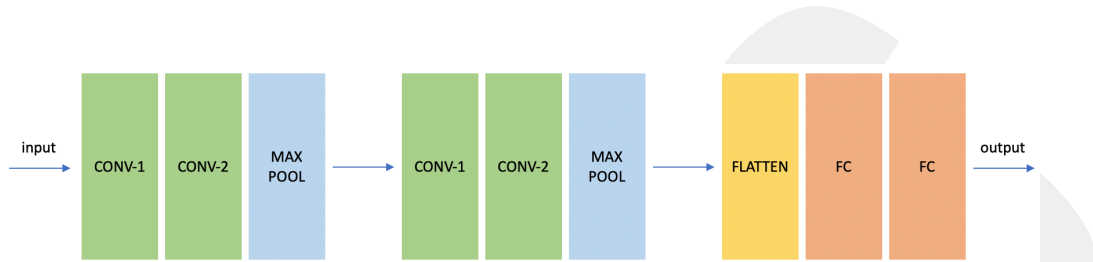 input
CONV-1
CONV-2
MAX
POOL
CONV-1
CONV-2
MAX
POOL
FLATTEN
FC
FC
output